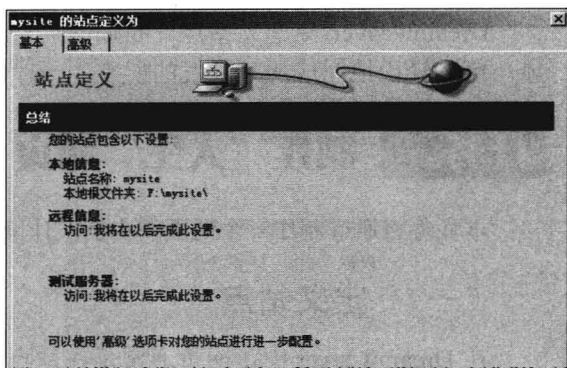 mysite 的站点定义为
基本 高级
站点定义
总结
您的站点包含以下设置:
本地信息:
站点名称: mysite
本地根文件夹: F:\mysite\
远程信息:
访问:我将在以后完成此设置。
测试服务器:
访问:我将在以后完成此设置。
可以使用‘高级’选项卡对您的站点进行进一步配置。